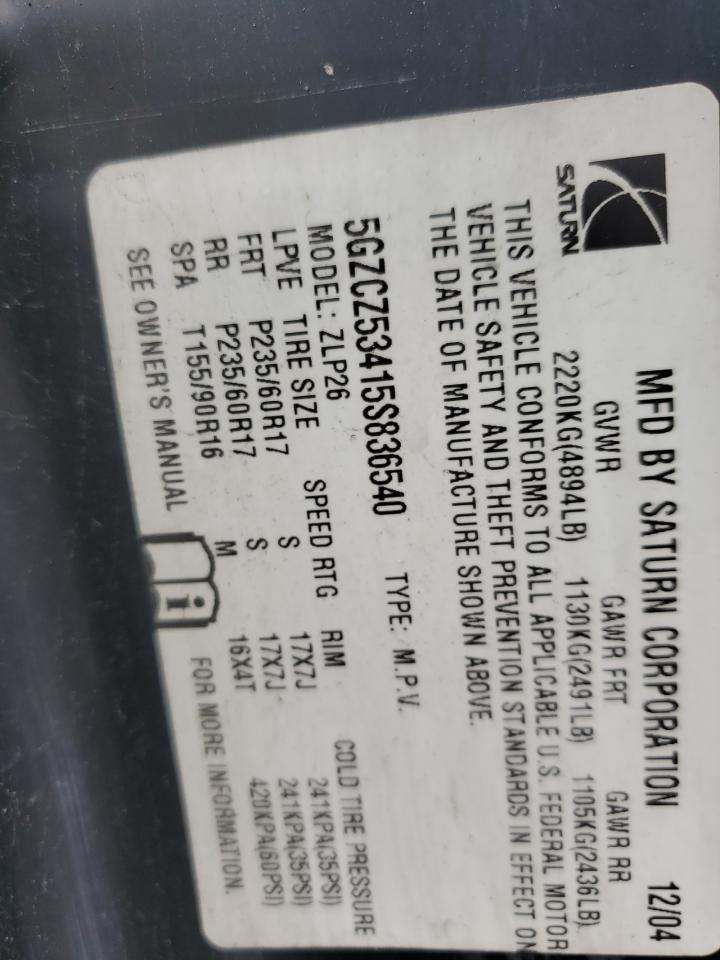 SATURN
MFD BY SATURN CORPORATION 12/04
GVWR GAWR FRT GAWR RR
2220KG(4894LB) 1130KG(2491LB) 1105KG(2436LB)
THIS VEHICLE CONFORMS TO ALL APPLICABLE U.S. FEDERAL MOTOR
VEHICLE SAFETY AND THEFT PREVENTION STANDARDS IN EFFECT ON
THE DATE OF MANUFACTURE SHOWN ABOVE.
5GZCZ53415S836540 TYPE: M.P.V.
MODEL: ZLP26
LPVE TIRE SIZE SPEED RTG RIM COLD TIRE PRESSURE
FRT P235/60R17 S 17X7J 241KPA(35PSI)
RR P235/60R17 S 17X7J 241KPA(35PSI)
SPA T155/90R16 M 16X4T 420KPA(60PSI)
SEE OWNER'S MANUAL i FOR MORE INFORMATION.